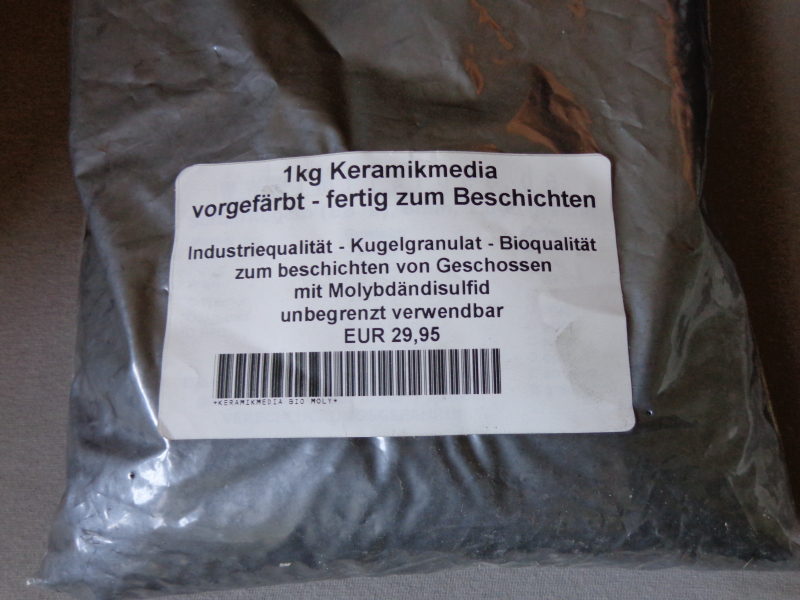 1kg Keramikmedia
vorgefärbt - fertig zum Beschichten
Industriequalität - Kugelgranulat - Bioqualität
zum beschichten von Geschossen
mit Molybdändisulfid
unbegrenzt verwendbar
EUR 29,95
*KERAMIKMEDIA BIO MOLY*